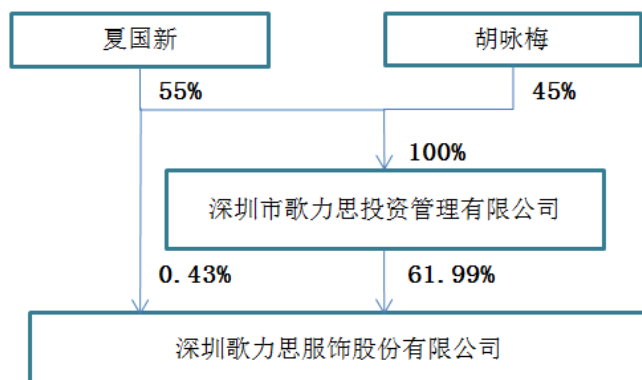 夏国新
胡咏梅
55%
45%
100%
深圳市歌力思投资管理有限公司
0.43%
61.99%
深圳歌力思服饰股份有限公司